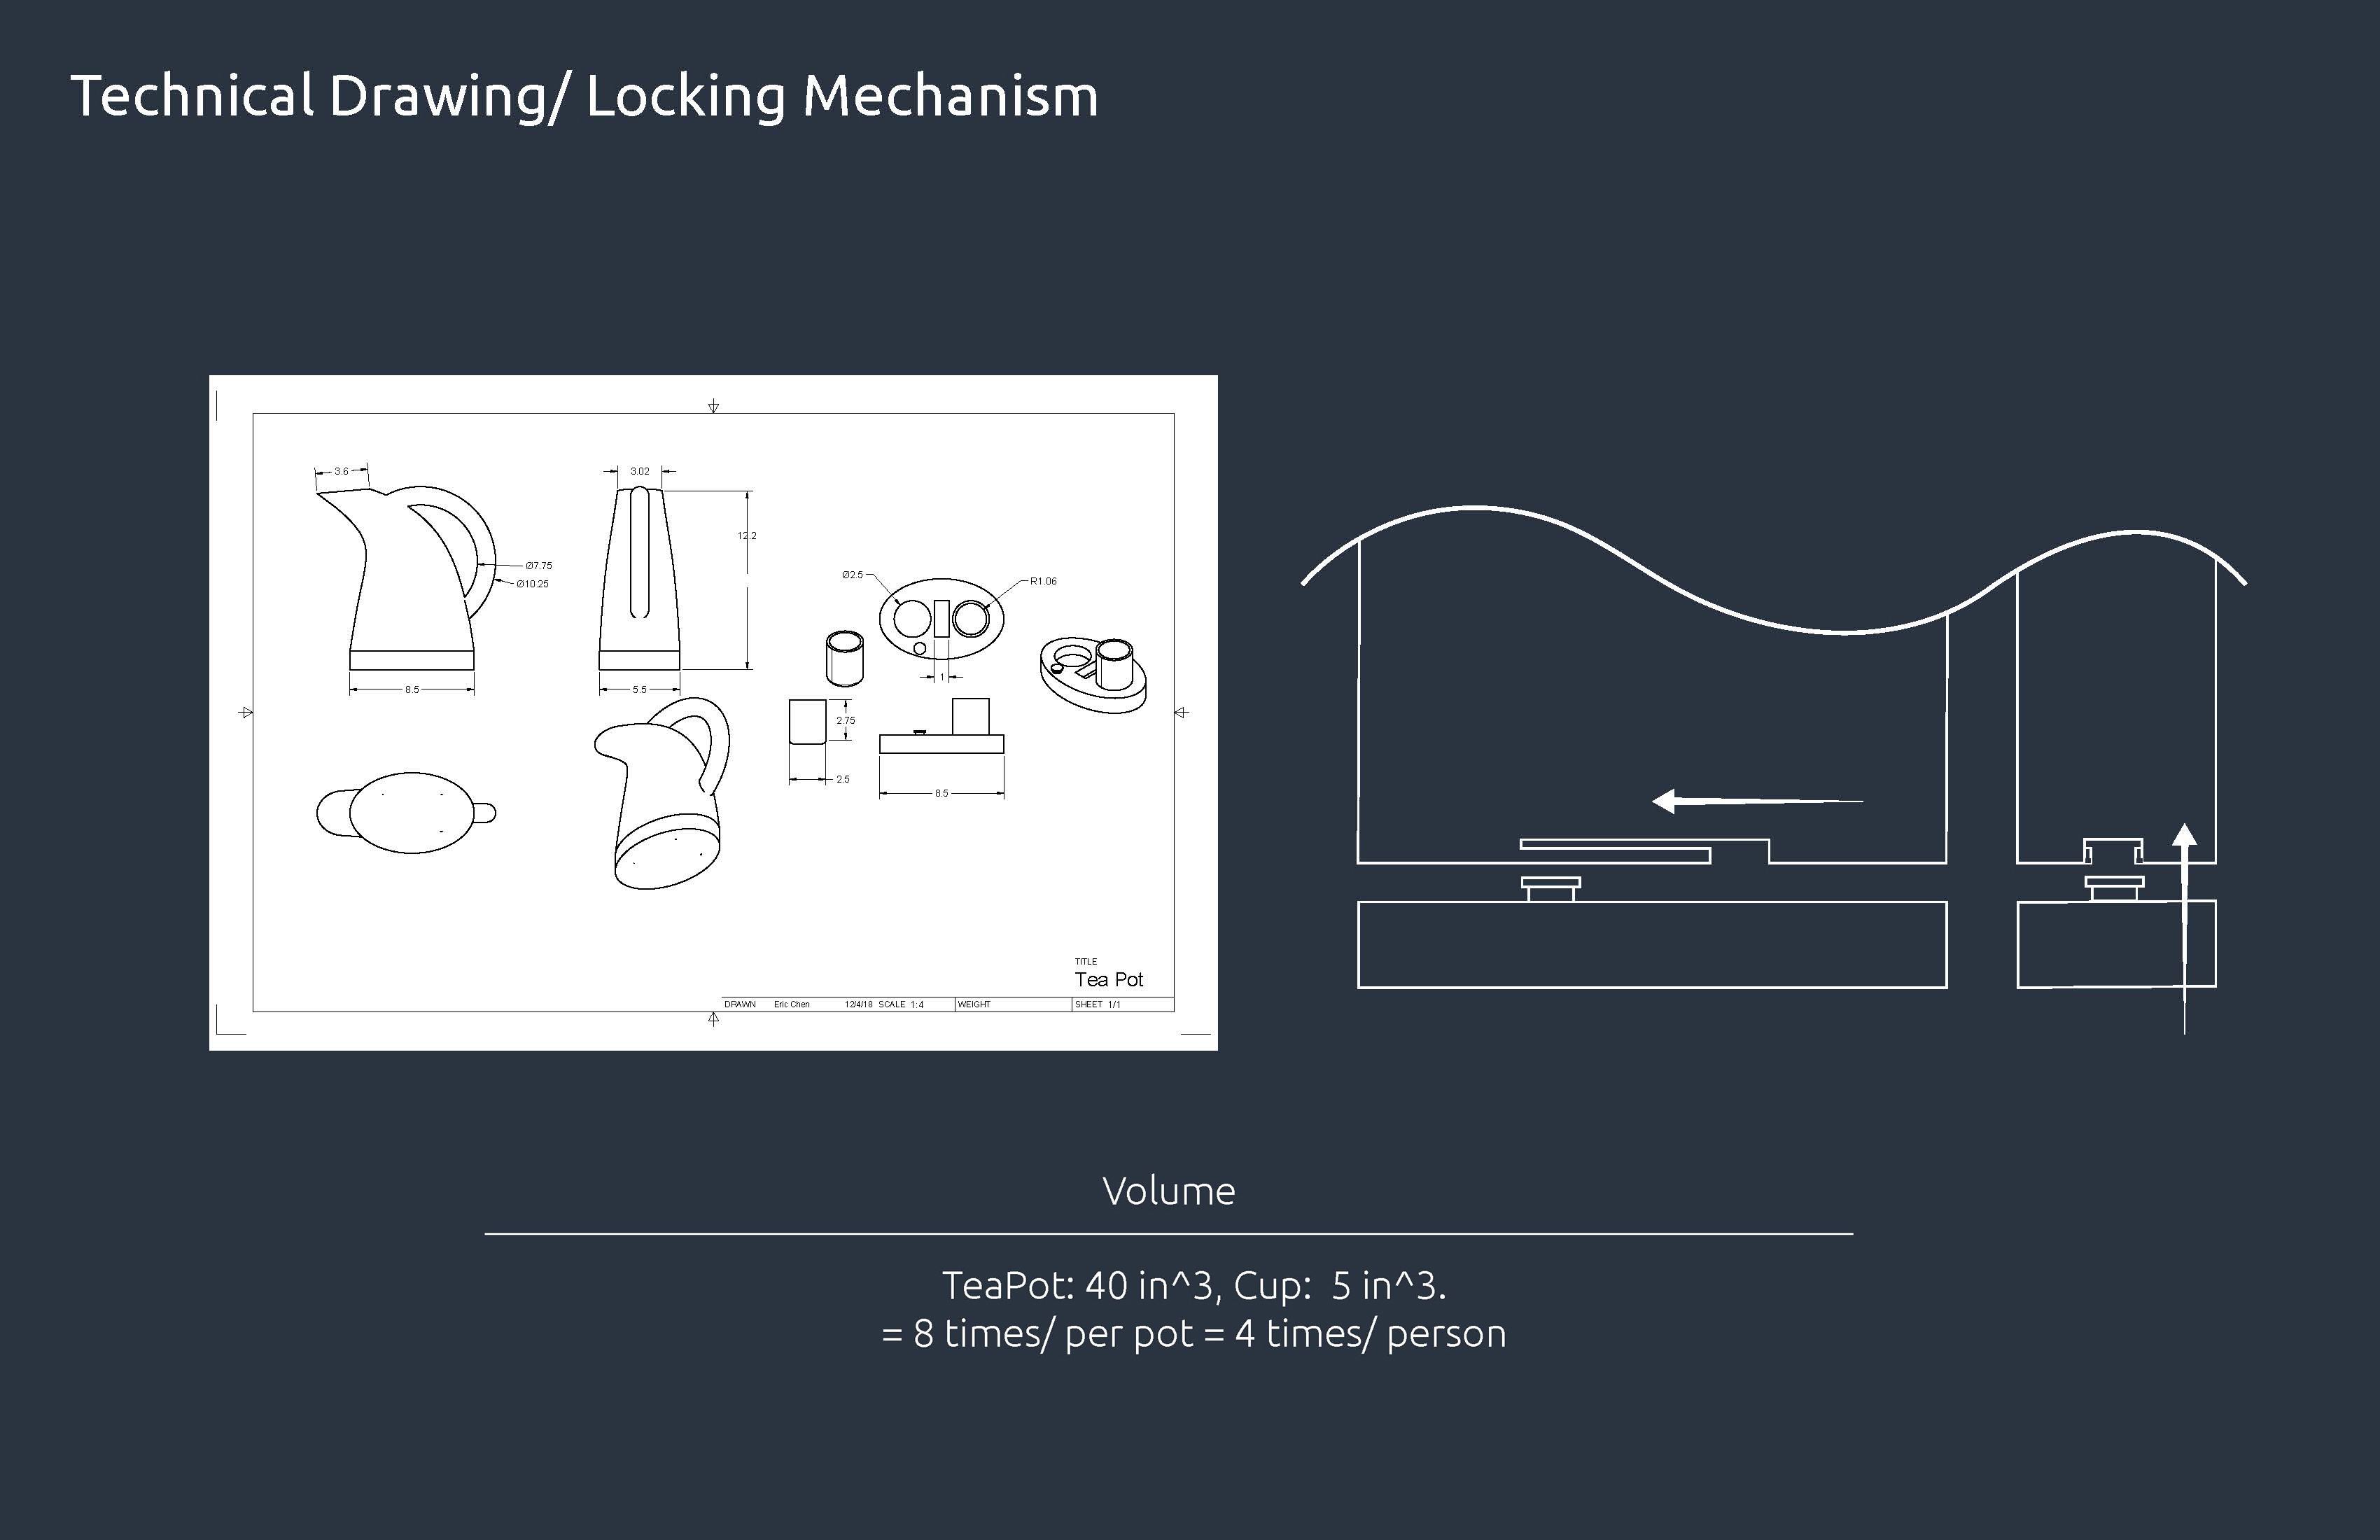 Technical Drawing/ Locking Mechanism
3.6
3.02
12.2
Ø7.75
Ø10.25
Ø2.5
R1.06
1
8.5
5.5
2.75
2.5
8.5
TITLE
Tea Pot
DRAWN Eric Chen 12/4/18 SCALE 1:4 WEIGHT SHEET 1/1
Volume
TeaPot: 40 in^3, Cup: 5 in^3.
= 8 times/ per pot = 4 times/ person